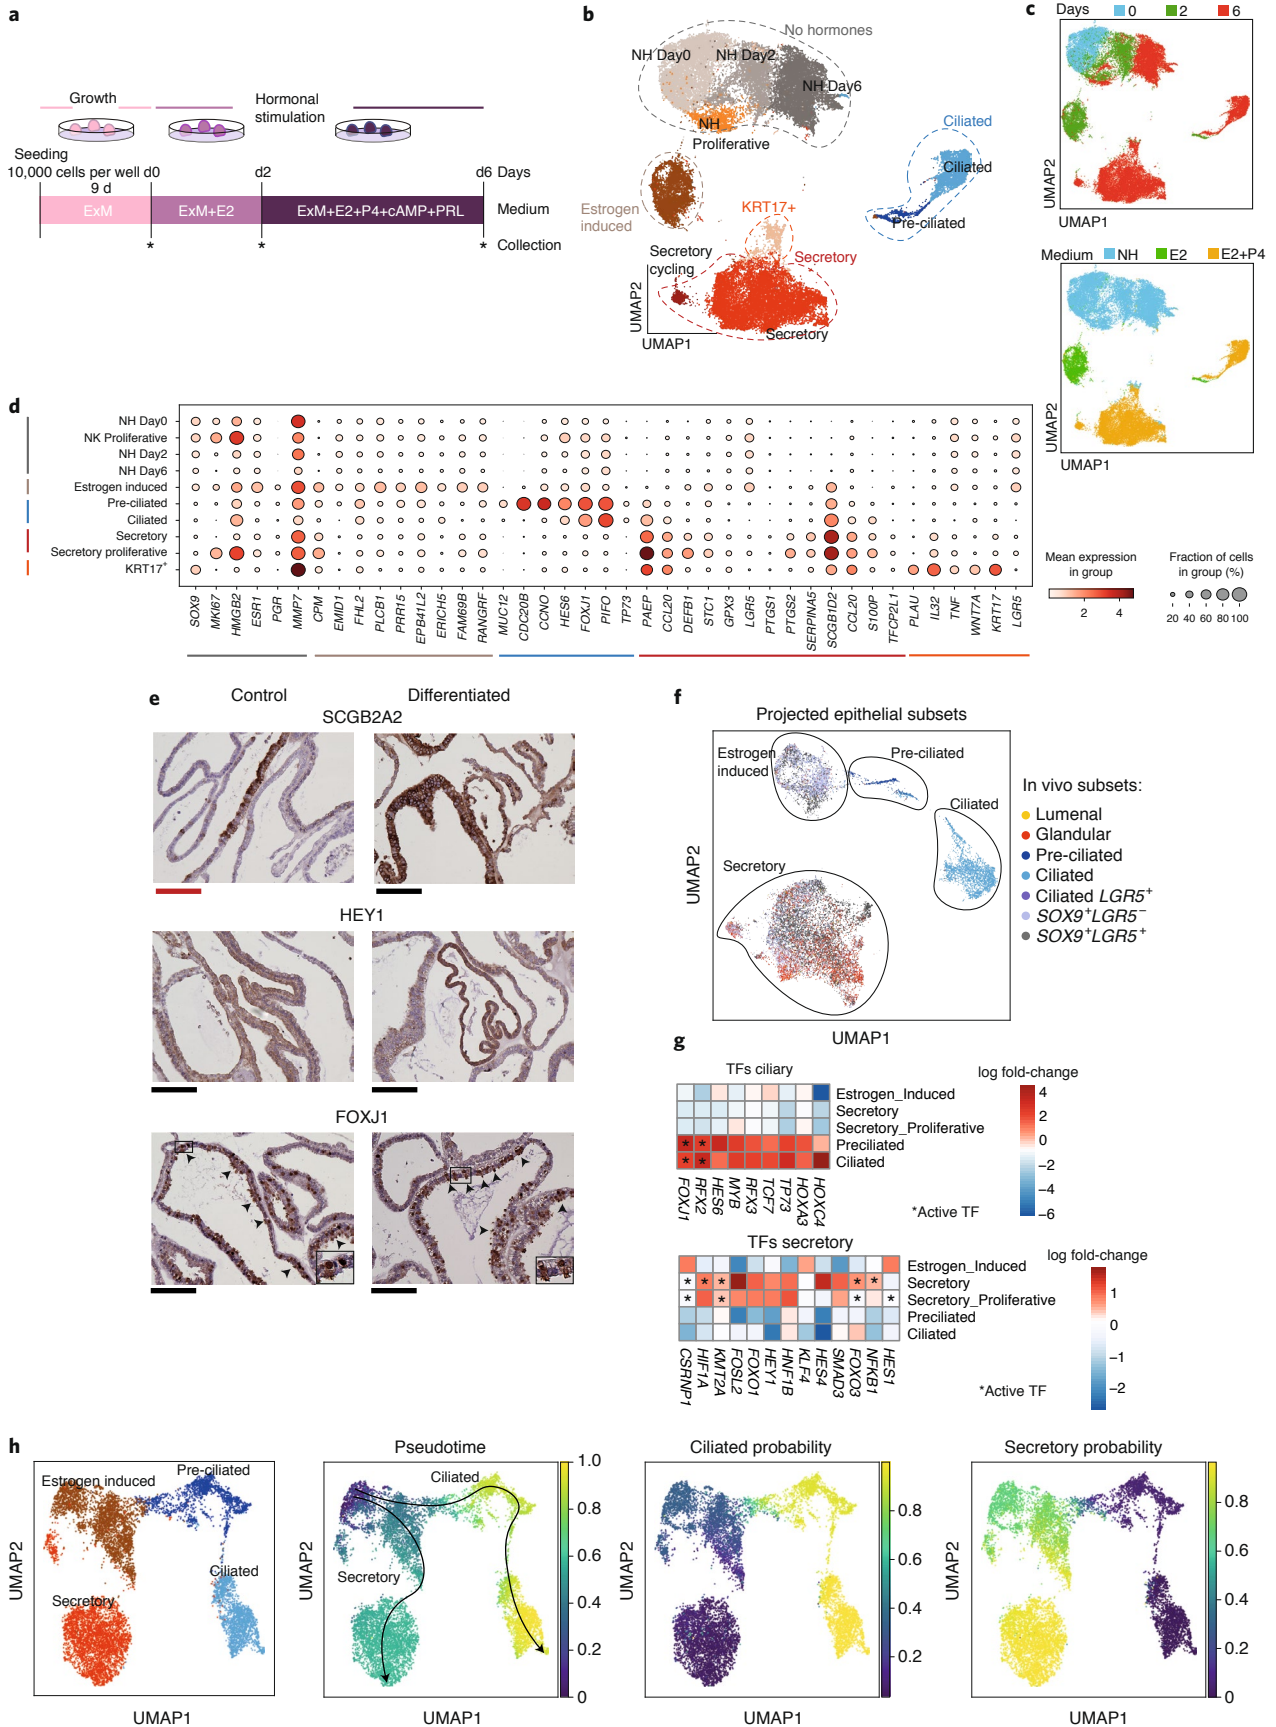 a
Growth
Hormonal
stimulation
Seeding
10,000 cells per well
9 d
d0
d2
d6
Days
ExM
ExM+E2
ExM+E2+P4+cAMP+PRL
Medium
*
*
*
Collection
b
No hormones
NH Day0
NH Day2
NH Day6
NH
Proliferative
Ciliated
Ciliated
Pre-ciliated
Estrogen
induced
KRT17+
Secretory
cycling
Secretory
Secretory
UMAP2
UMAP1
c
Days 0 2 6
UMAP2
UMAP1
Medium NH E2 E2+P4
UMAP2
UMAP1
d
NH Day0
NK Proliferative
NH Day2
NH Day6
Estrogen induced
Pre-ciliated
Ciliated
Secretory
Secretory proliferative
KRT17+
SOX9
MKI67
HMGB2
ESR1
PGR
MMP7
CPM
EMID1
FHL2
PLCB1
PRR15
EPB41L2
ERICH5
FAM69B
RANGRF
MUC12
CDC20B
CCNO
HES6
FOXJ1
PIFO
TP73
PAEP
CCL20
DEFB1
STC1
GPX3
LGR5
PTGS1
PTGS2
SERPINA5
SCGB1D2
CCL20
S100P
TFCP2L1
PLAU
IL32
TNF
WNT7A
KRT17
LGR5
Mean expression
in group
2 4
Fraction of cells
in group (%)
20 40 60 80 100
e
Control
Differentiated
SCGB2A2
HEY1
FOXJ1
f
Projected epithelial subsets
Estrogen
induced
Pre-ciliated
Ciliated
Secretory
UMAP2
UMAP1
In vivo subsets:
Lumenal
Glandular
Pre-ciliated
Ciliated
Ciliated LGR5+
SOX9+LGR5−
SOX9+LGR5+
g
TFs ciliary
Estrogen_Induced
Secretory
Secretory_Proliferative
* * Preciliated
* * Ciliated
FOXJ1
RFX2
HES6
MYB
RFX3
TCF7
TP73
HOXA3
HOXC4
*Active TF
log fold-change
4
2
0
−2
−4
−6
TFs secretory
Estrogen_Induced
* * * * * Secretory
* * * * Secretory_Proliferative
Preciliated
Ciliated
CSRNP1
HIF1A
KMT2A
FOSL2
FOXO1
HEY1
HNF1B
KLF4
HES4
SMAD3
FOXO3
NFKB1
HES1
*Active TF
log fold-change
1
0
−1
−2
h
Estrogen induced
Pre-ciliated
Ciliated
Secretory
UMAP2
UMAP1
Pseudotime
Ciliated
Secretory
UMAP2
UMAP1
1.0
0.8
0.6
0.4
0.2
0
Ciliated probability
UMAP2
UMAP1
0.8
0.6
0.4
0.2
Secretory probability
UMAP2
UMAP1
0.8
0.6
0.4
0.2
0